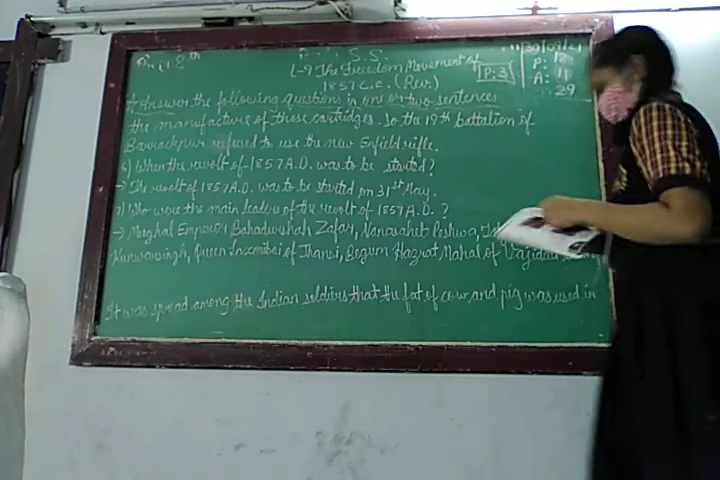 8th
S.S.
L-9 The Freedom Movement of
1857 C.E. (Rev.)
P:3
P: 18
A: 11
29
Answer the following questions in one or two sentences
the manufacture of these cartridges. So the 19th battalion of
Barrackpur refused to use the new Enfield rifle.
6) When the revolt of 1857 A.D. was to be started?
→ The revolt of 1857 A.D. was to be started on 31st May.
7) Who were the main leaders of the revolt of 1857 A.D.?
→ Mughal Emperor Bahadurshah Zafar, Nanasaheb Peshwa,
Kunwarsingh, Queen Laxmibai of Jhansi, Begum Hazrat Mahal of
It was spread among the Indian soldiers that the fat of cow and pig was used in